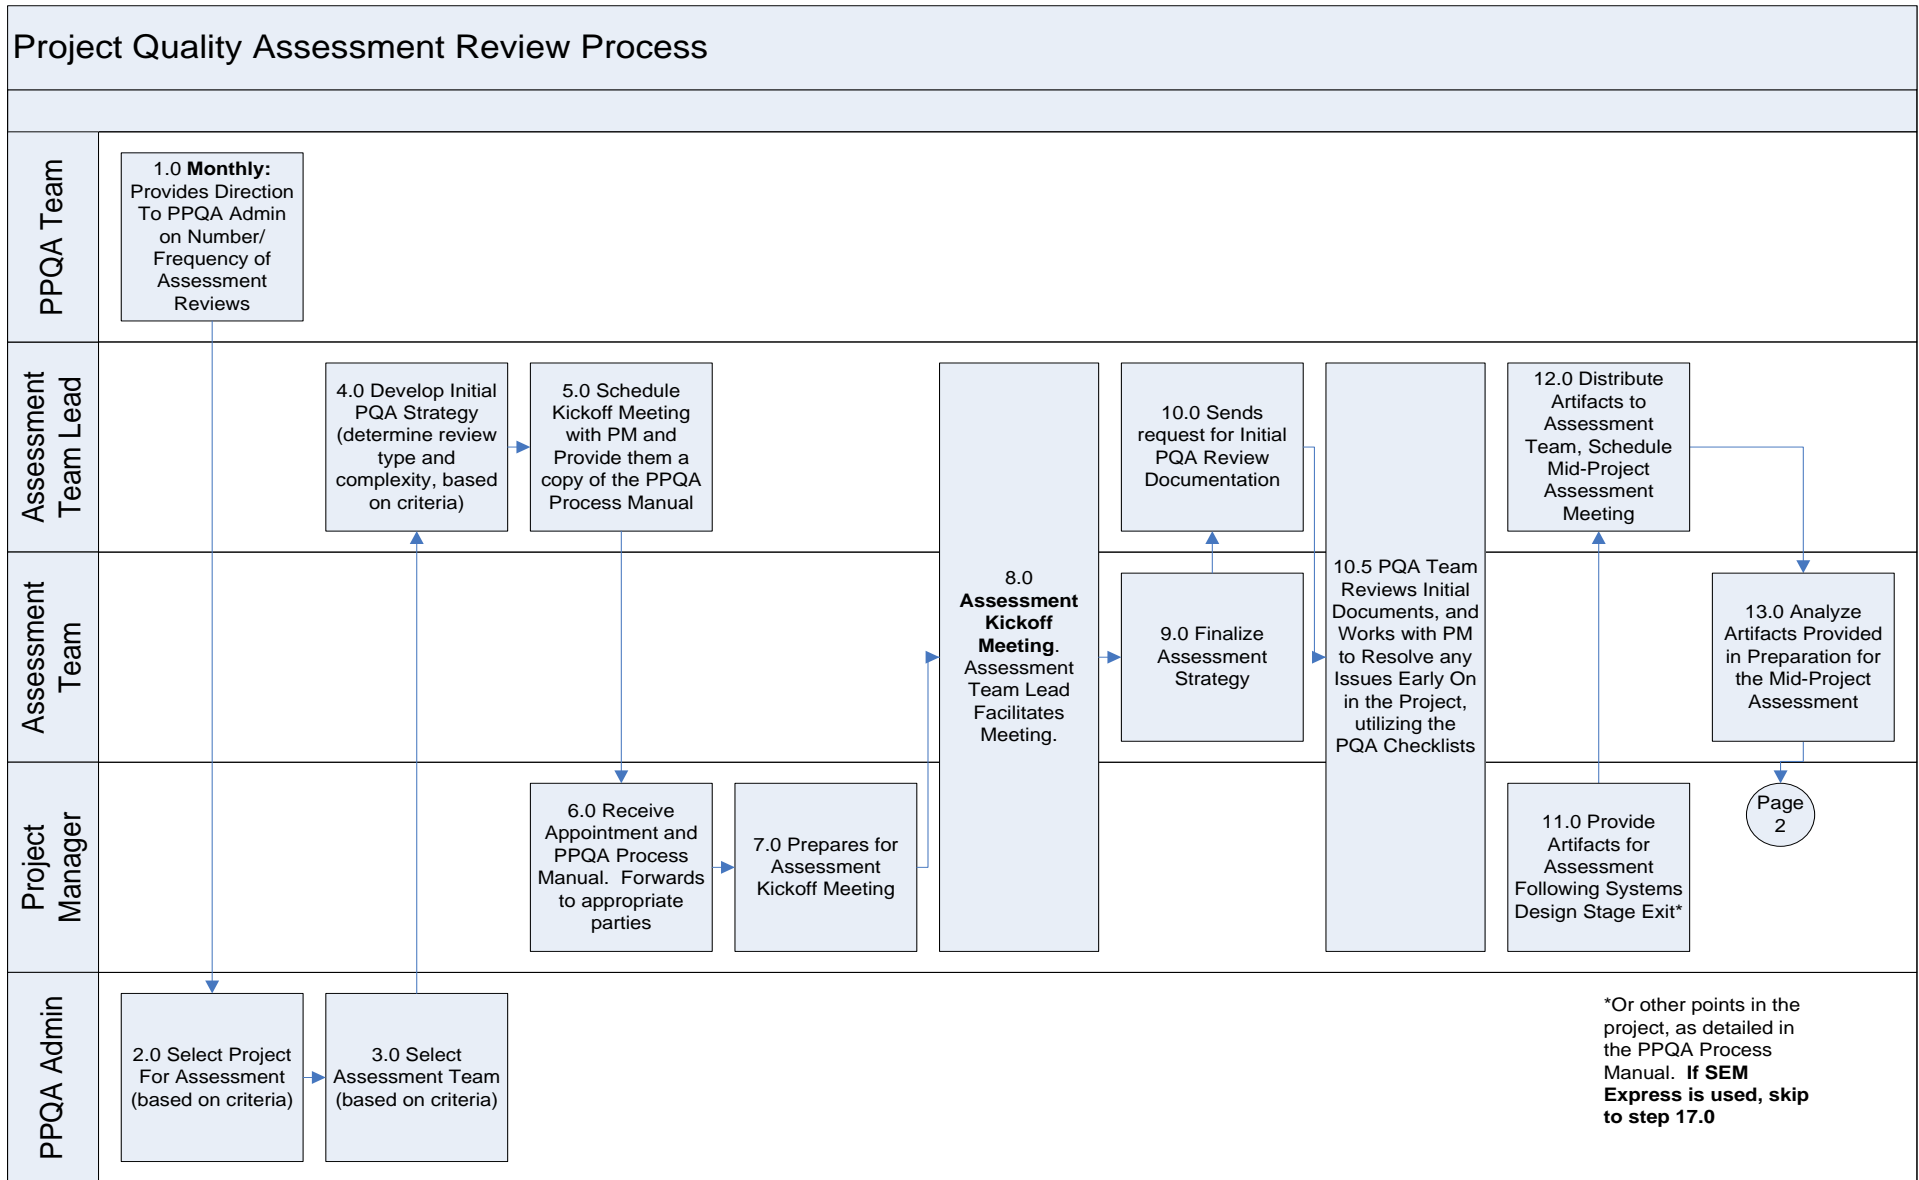 Project Quality Assessment Review Process
PPQA Team
1.0 Monthly:
Provides Direction
To PPQA Admin
on Number/
Frequency of
Assessment
Reviews
Assessment
Team Lead
4.0 Develop Initial
PQA Strategy
(determine review
type and
complexity, based
on criteria)
5.0 Schedule
Kickoff Meeting
with PM and
Provide them a
copy of the PPQA
Process Manual
10.0 Sends
request for Initial
PQA Review
Documentation
12.0 Distribute
Artifacts to
Assessment
Team, Schedule
Mid-Project
Assessment
Meeting
Assessment
Team
8.0
Assessment
Kickoff
Meeting.
Assessment
Team Lead
Facilitates
Meeting.
9.0 Finalize
Assessment
Strategy
10.5 PQA Team
Reviews Initial
Documents, and
Works with PM
to Resolve any
Issues Early On
in the Project,
utilizing the
PQA Checklists
13.0 Analyze
Artifacts Provided
in Preparation for
the Mid-Project
Assessment
Project
Manager
6.0 Receive
Appointment and
PPQA Process
Manual.  Forwards
to appropriate
parties
7.0 Prepares for
Assessment
Kickoff Meeting
11.0 Provide
Artifacts for
Assessment
Following Systems
Design Stage Exit*
Page
2
PPQA Admin
2.0 Select Project
For Assessment
(based on criteria)
3.0 Select
Assessment Team
(based on criteria)
*Or other points in the
project, as detailed in
the PPQA Process
Manual.  If SEM
Express is used, skip
to step 17.0